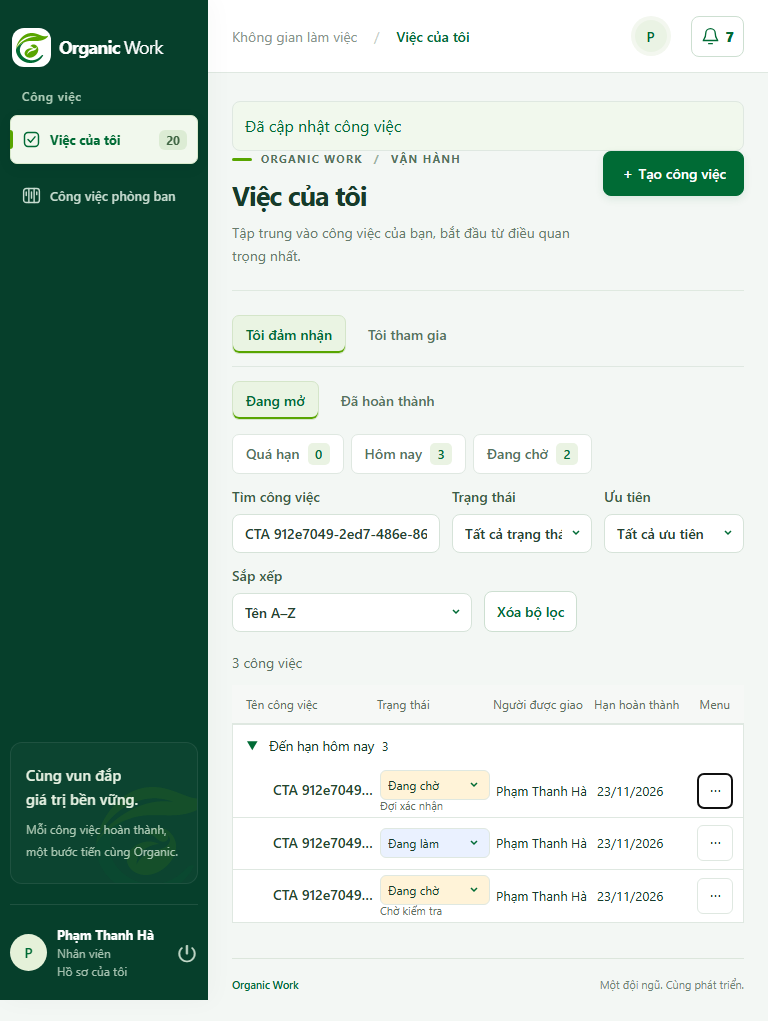 Organic Work
Công việc
Việc của tôi 20
Công việc phòng ban
Cùng vun đắp
giá trị bền vững.
Mỗi công việc hoàn thành,
một bước tiến cùng Organic.
P
Phạm Thanh Hà
Nhân viên
Hồ sơ của tôi
Không gian làm việc / Việc của tôi
P
7
Đã cập nhật công việc
ORGANIC WORK / VẬN HÀNH
+ Tạo công việc
Việc của tôi
Tập trung vào công việc của bạn, bắt đầu từ điều quan
trọng nhất.
Tôi đảm nhận Tôi tham gia
Đang mở Đã hoàn thành
Quá hạn 0 Hôm nay 3 Đang chờ 2
Tìm công việc Trạng thái Ưu tiên
CTA 912e7049-2ed7-486e-86 Tất cả trạng thá Tất cả ưu tiên
Sắp xếp
Tên A–Z Xóa bộ lọc
3 công việc
Tên công việc Trạng thái Người được giao Hạn hoàn thành Menu
▼ Đến hạn hôm nay 3
CTA 912e7049... Đang chờ Phạm Thanh Hà 23/11/2026 ...
Đợi xác nhận
CTA 912e7049... Đang làm Phạm Thanh Hà 23/11/2026 ...
CTA 912e7049... Đang chờ Phạm Thanh Hà 23/11/2026 ...
Chờ kiểm tra
Organic Work Một đội ngũ. Cùng phát triển.